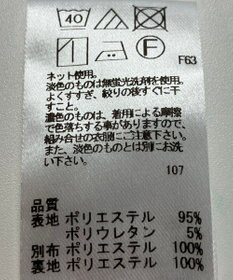 40
F
F63
ネット使用。
淡色のものは無蛍光洗剤を使用。
よくすすぎ、絞りの後すぐに干
すこと。
濃色のものは、着用による摩擦
で色落ちする事がありますので、
組み合せの衣服にご注意下さい。
また、淡色のものとは別にお洗
い下さい。
107
品質
表地 ポリエステル 95%
ポリウレタン 5%
別布 ポリエステル 100%
裏地 ポリエステル 100%